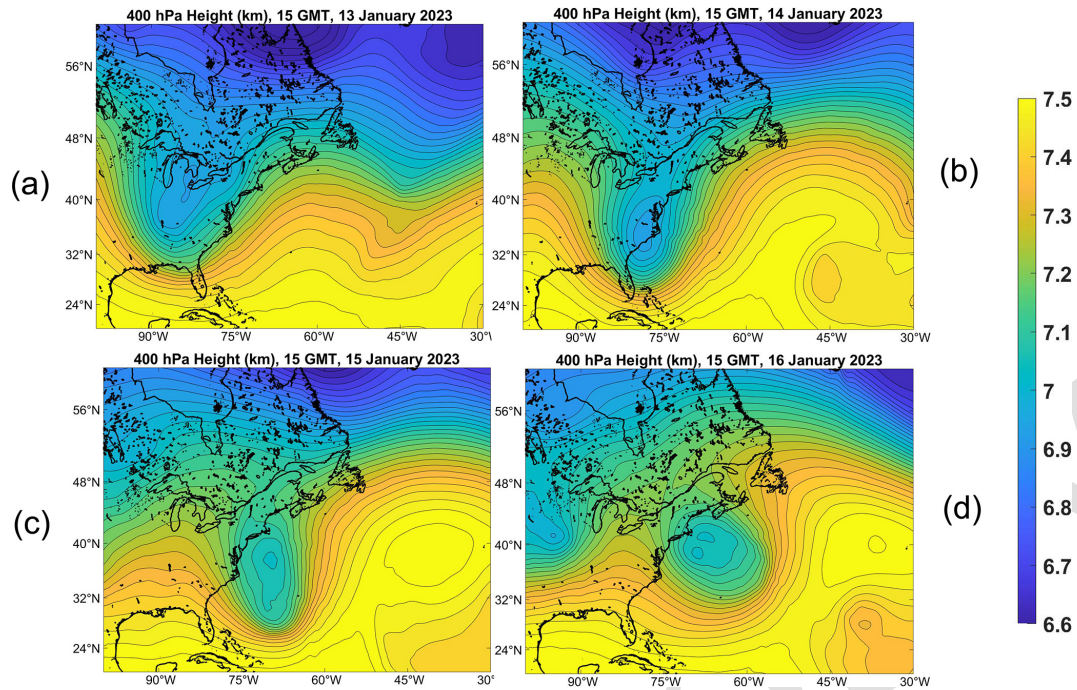 400 hPa Height (km), 15 GMT, 13 January 2023
56°N
48°N
40°N
32°N
24°N
90°W
75°W
60°W
45°W
30°
(a)
400 hPa Height (km), 15 GMT, 14 January 2023
56°N
48°N
40°N
32°N
24°N
90°W
75°W
60°W
45°W
30°W
(b)
400 hPa Height (km), 15 GMT, 15 January 2023
56°N
48°N
40°N
32°N
24°N
90°W
75°W
60°W
45°W
30°
(c)
400 hPa Height (km), 15 GMT, 16 January 2023
56°N
48°N
40°N
32°N
24°N
90°W
75°W
60°W
45°W
30°W
(d)
7.5
7.4
7.3
7.2
7.1
7
6.9
6.8
6.7
6.6